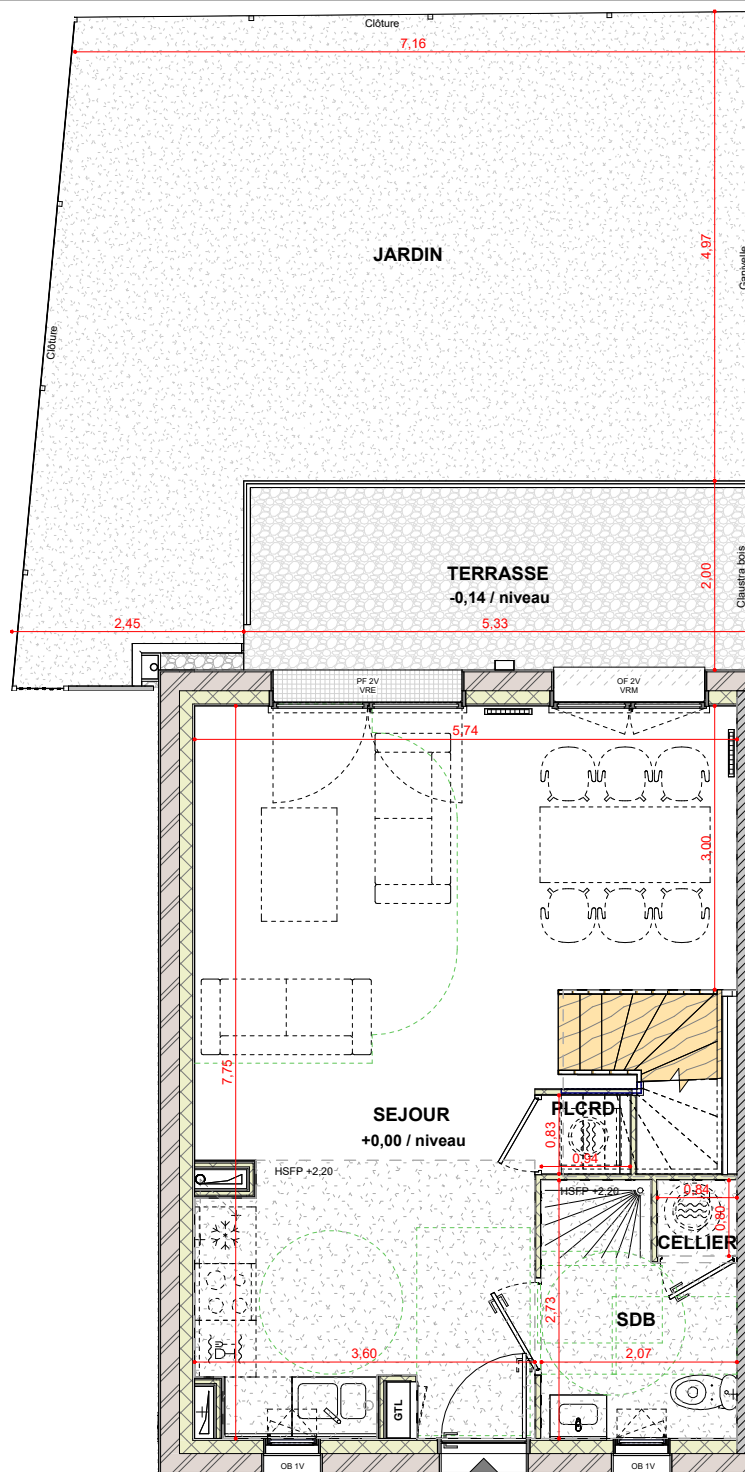 Clôture
7,16
JARDIN
4,97
Ganivelle
Clôture
TERRASSE
-0,14 / niveau
2,00
Claustra bois
2,45
5,33
PF 2V
VRE
OF 2V
VRM
5,74
3,00
7,75
SEJOUR
+0,00 / niveau
PLCRD
0,83
0,94
HSFP +2,20
HSFP +2,20
0,84
0,80
CELLIER
2,73
SDB
3,60
2,07
GTL
OB 1V
OB 1V